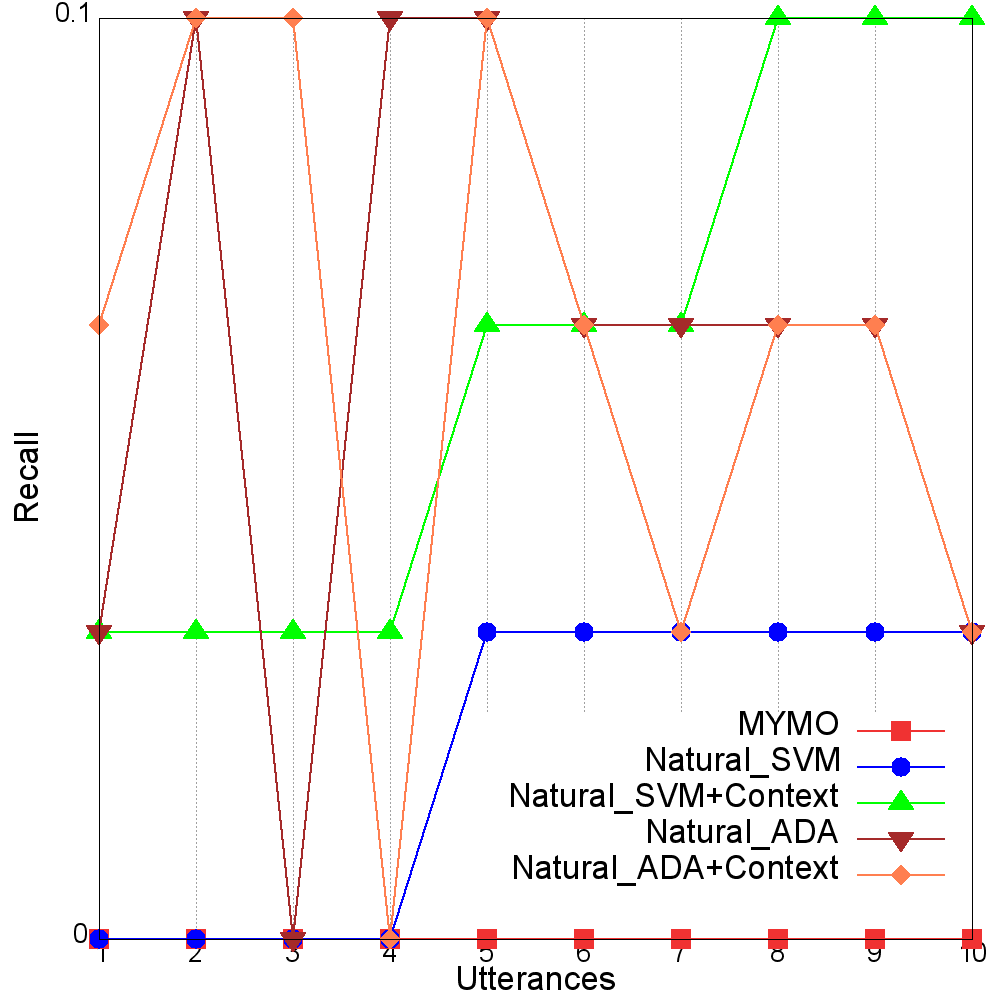 0.1
Recall
MYMO
Natural_SVM
Natural_SVM+Context
Natural_ADA
Natural_ADA+Context
0
1 2 3 4 5 6 7 8 9 10
Utterances